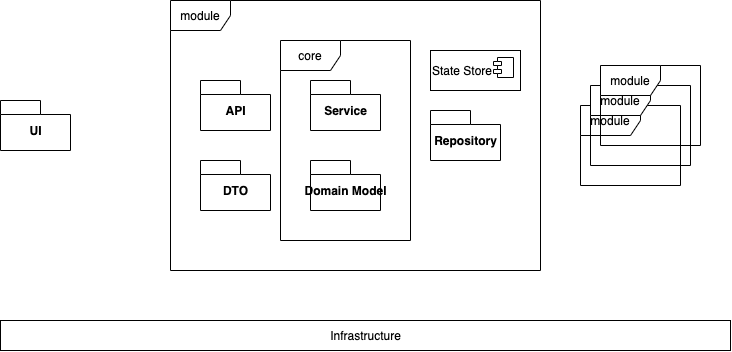 module
core
State Store
API
Service
Repository
UI
DTO
Domain Model
module
module
module
Infrastructure